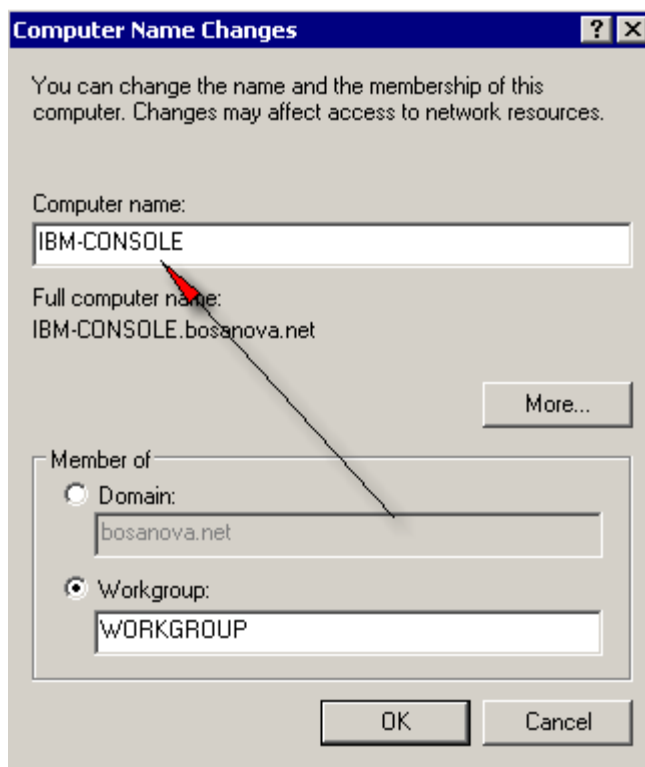 Computer Name Changes
You can change the name and the membership of this
computer. Changes may affect access to network resources.
Computer name:
IBM-CONSOLE
Full computer name:
IBM-CONSOLE.bosanova.net
More...
Member of
Domain:
bosanova.net
Workgroup:
WORKGROUP
OK
Cancel